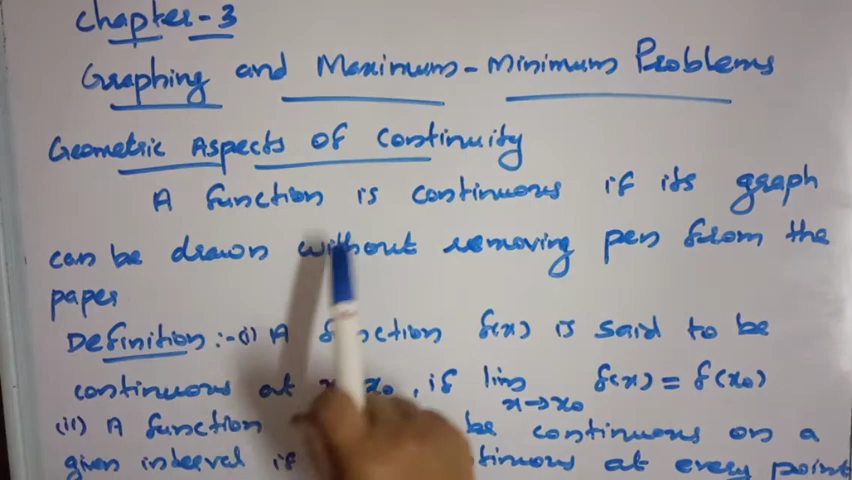 Chapter-3
Graphing and Maximum-Minimum Problems
Geometric Aspects of Continuity
A function is continuous if its graph
can be drawn without removing pen from the
paper
Definition:-(i) A function f(x) is said to be
continuous at x0, if lim x→x0 f(x) = f(x0)
(ii) A function be continuous on a
given interval if at every point